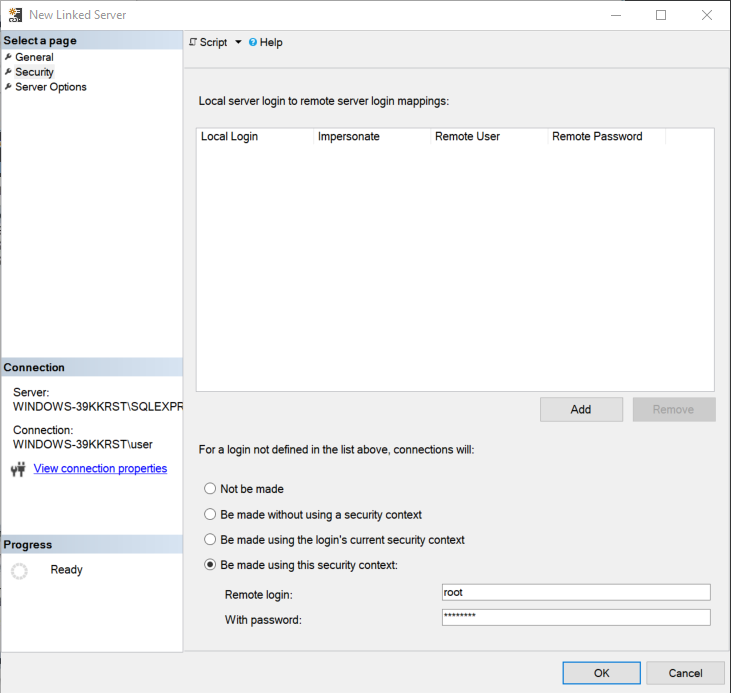 New Linked Server
Select a page
General
Security
Server Options
Script Help
Local server login to remote server login mappings:
Local Login Impersonate Remote User Remote Password
Add Remove
Connection
Server:
WINDOWS-39KKRST\SQLEXPR
Connection:
WINDOWS-39KKRST\user
View connection properties
Progress
Ready
For a login not defined in the list above, connections will:
Not be made
Be made without using a security context
Be made using the login's current security context
Be made using this security context:
Remote login: root
With password: ********
OK Cancel